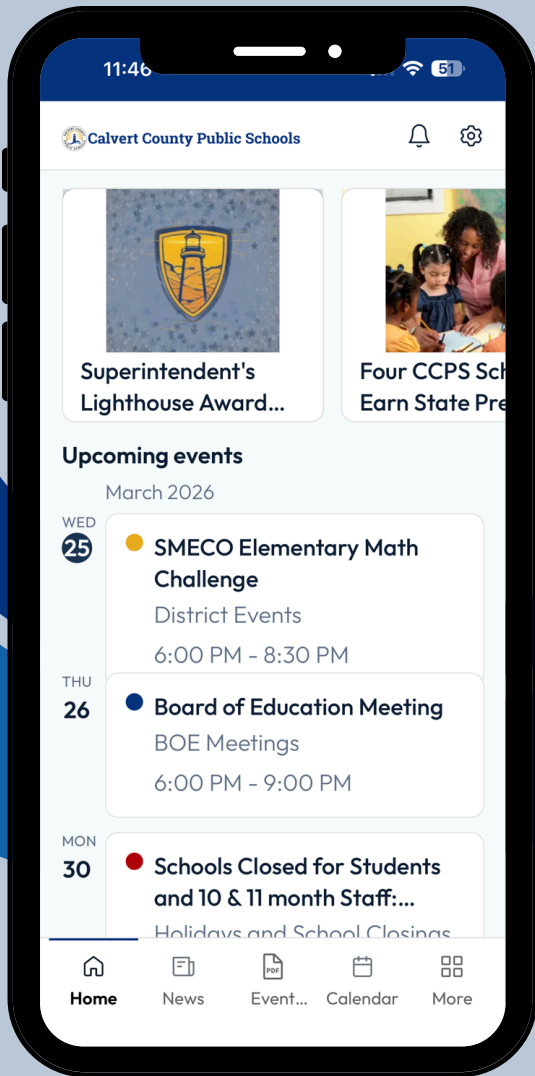 11:46
51
Calvert County Public Schools
Superintendent's
Lighthouse Award...
Four CCPS Sch
Earn State Pre
Upcoming events
March 2026
WED
25
SMECO Elementary Math
Challenge
District Events
6:00 PM - 8:30 PM
THU
26
Board of Education Meeting
BOE Meetings
6:00 PM - 9:00 PM
MON
30
Schools Closed for Students
and 10 & 11 month Staff:...
Holidays and School Closings
PDF
Home
News
Event...
Calendar
More